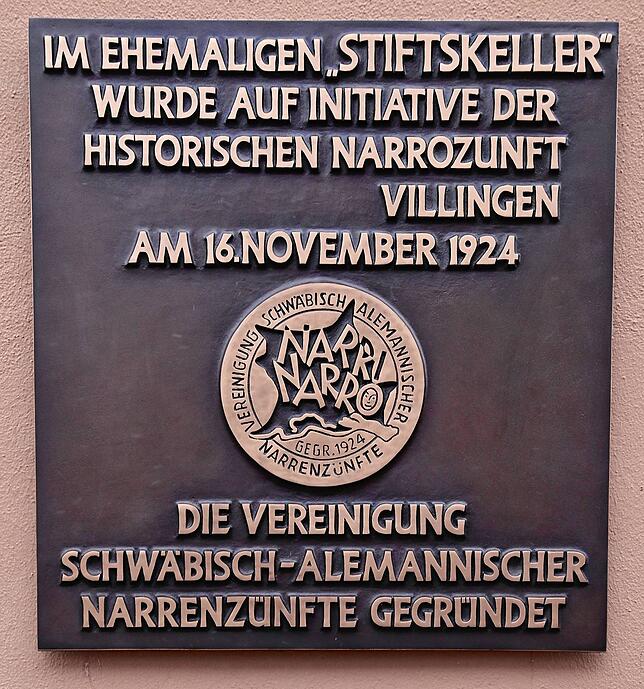 IM EHEMALIGEN „STIFTSKELLER“
WURDE AUF INITIATIVE DER
HISTORISCHEN NARROZUNFT
VILLINGEN
AM 16.NOVEMBER 1924
VEREINIGUNG SCHWÄBISCH ALEMANNISCHER
NARRI
NARRO
GEGR. 1924
NARRENZÜNFTE
DIE VEREINIGUNG
SCHWÄBISCH-ALEMANNISCHER
NARRENZÜNFTE GEGRÜNDET